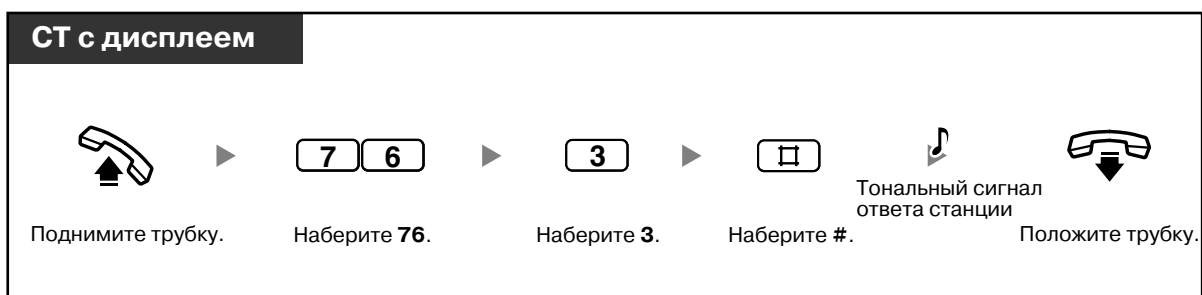 СТ с дисплеем
7 6
3
#
Тональный сигнал
ответа станции
Поднимите трубку.
Наберите 76.
Наберите 3.
Наберите #.
Положите трубку.